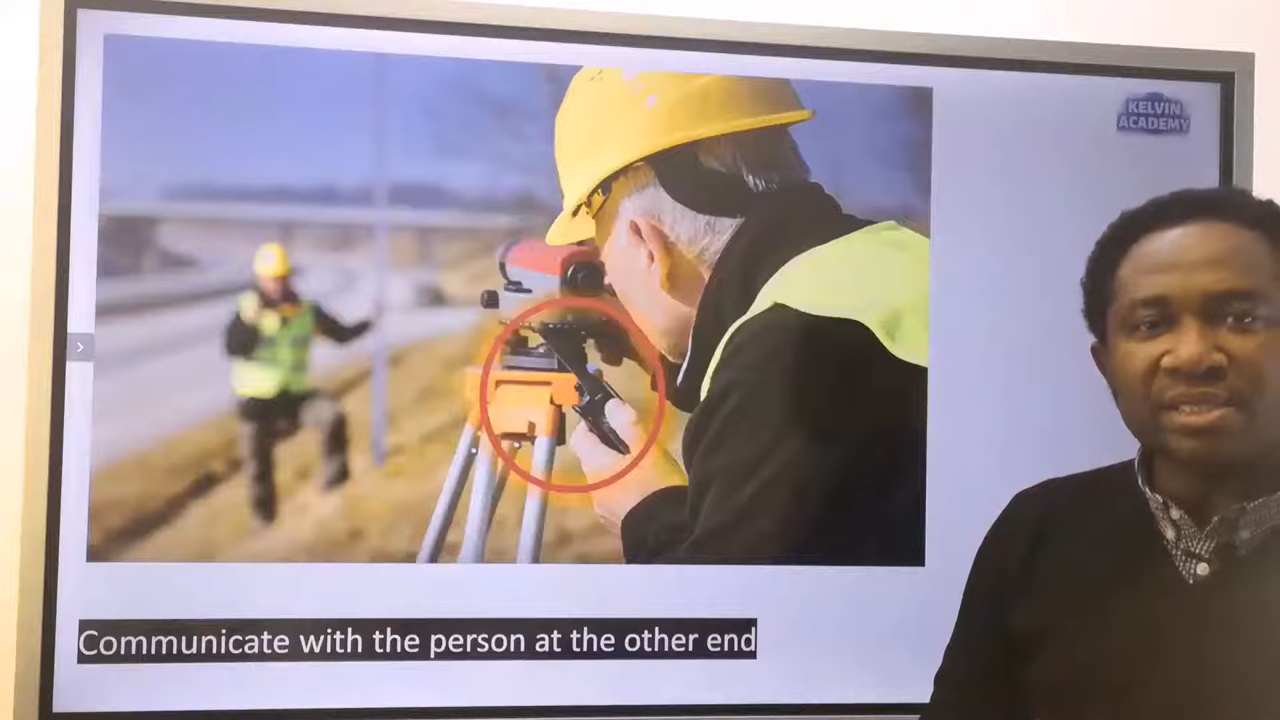 KELVIN
ACADEMY
Communicate with the person at the other end